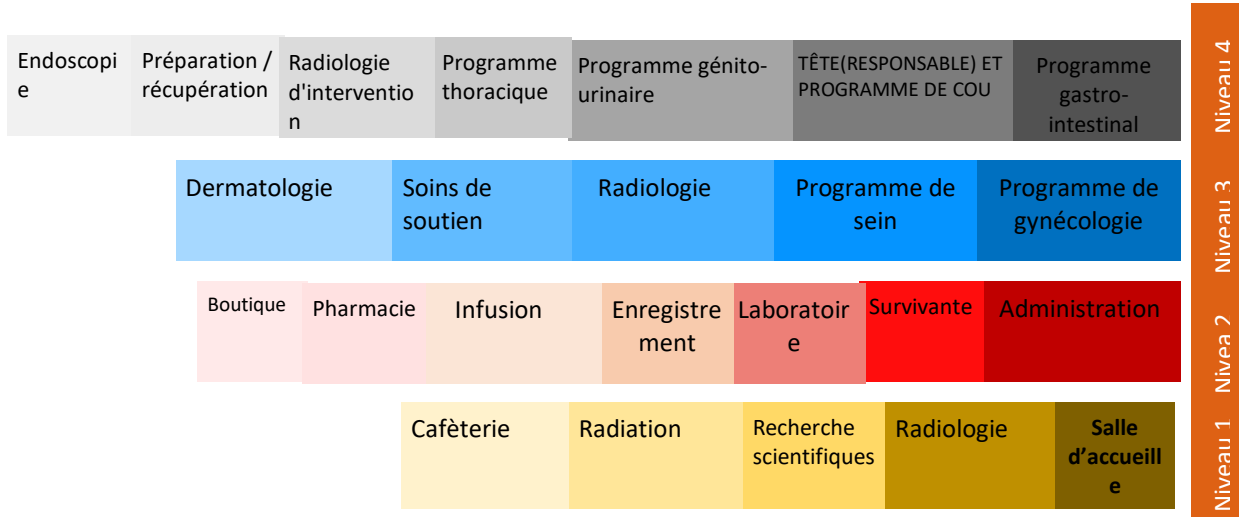 Endoscopi
e
Préparation /
récupération
Radiologie
d'interventio
n
Programme
thoracique
Programme génito-
urinaire
TÊTE(RESPONSABLE) ET
PROGRAMME DE COU
Programme
gastro-
intestinal
Niveau 4
Dermatologie
Soins de
soutien
Radiologie
Programme de
sein
Programme de
gynécologie
Niveau 3
Boutique
Pharmacie
Infusion
Enregistre
ment
Laboratoir
e
Survivante
Administration
Nivea 2
Cafèterie
Radiation
Recherche
scientifiques
Radiologie
Salle
d’accueill
e
Niveau 1